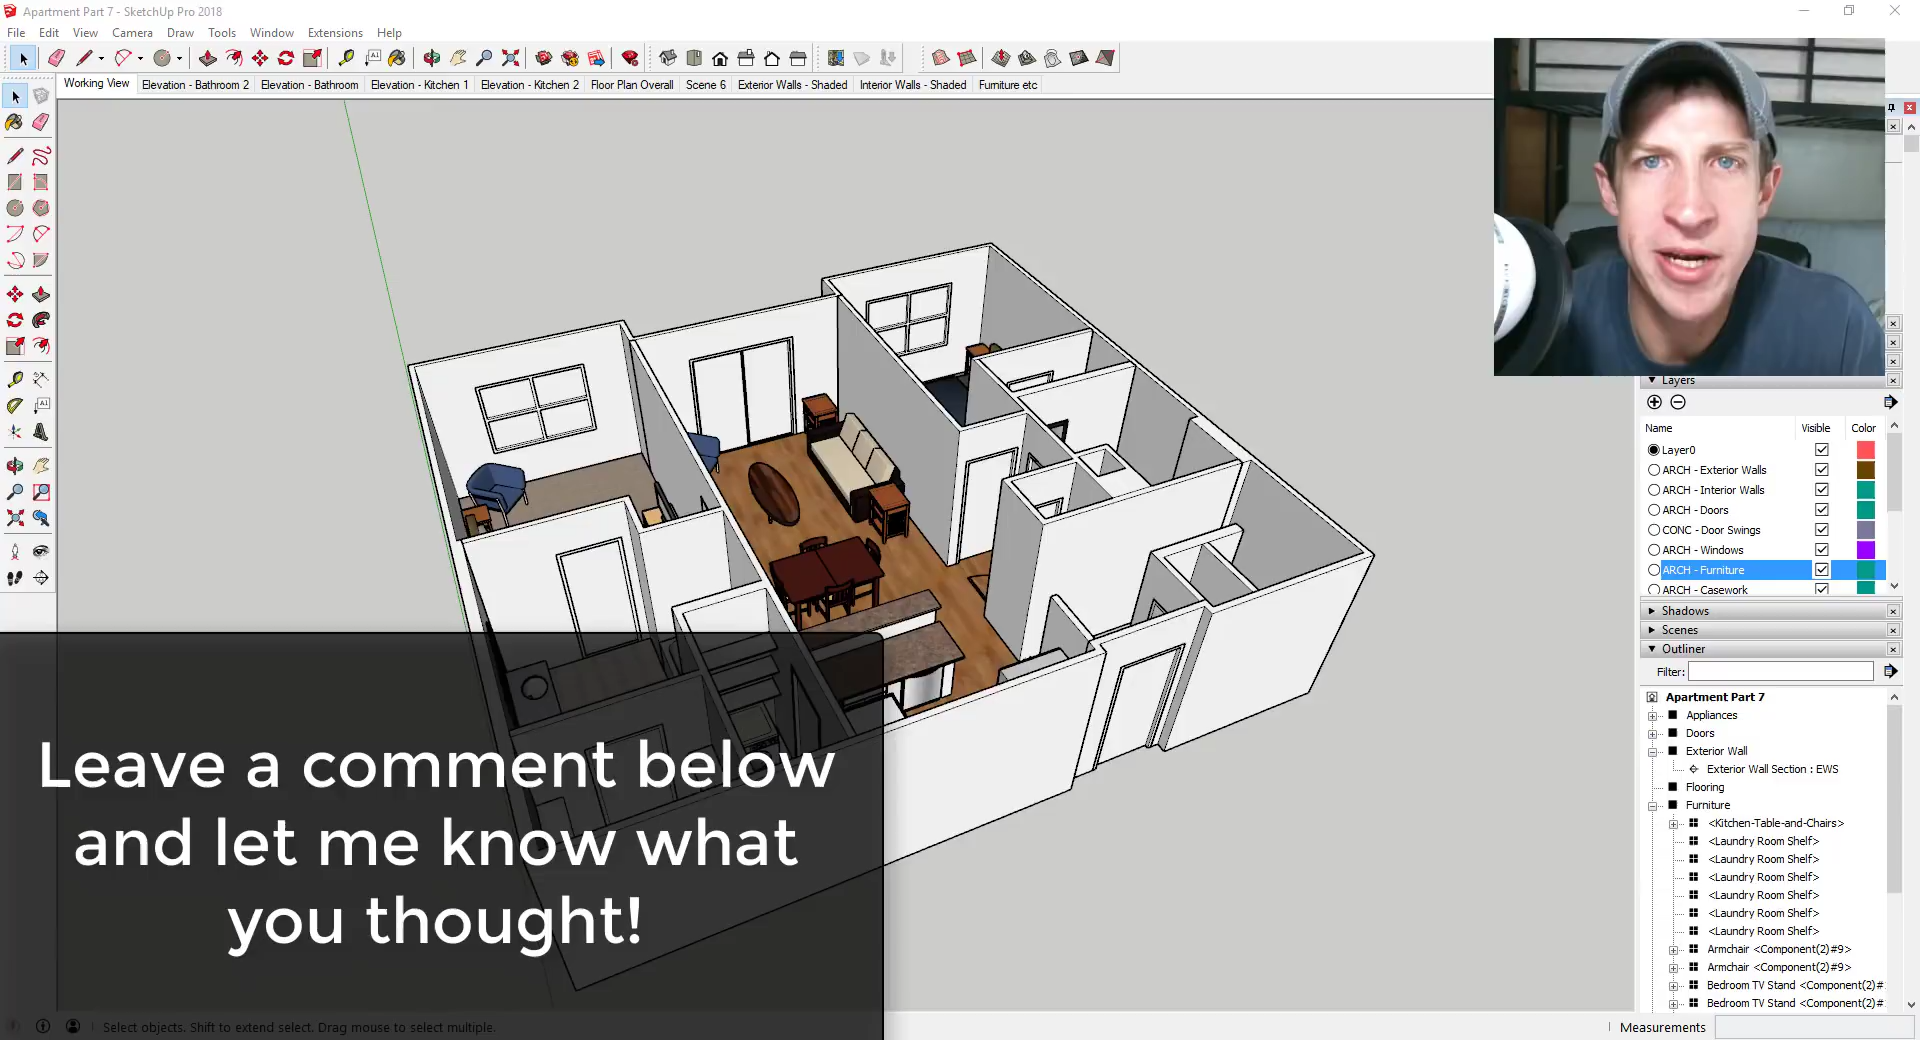 Apartment Part 7 - SketchUp Pro 2018
File Edit View Camera Draw Tools Window Extensions Help
Working View Elevation - Bathroom 2 Elevation - Bathroom Elevation - Kitchen 1 Elevation - Kitchen 2 Floor Plan Overall Scene 6 Exterior Walls - Shaded Interior Walls - Shaded Furniture etc
Layers
Name Visible Color
Layer0
ARCH - Exterior Walls
ARCH - Interior Walls
ARCH - Doors
CONC - Door Swings
ARCH - Windows
ARCH - Furniture
ARCH - Casework
Shadows
Scenes
Outliner
Filter:
Apartment Part 7
Appliances
Doors
Exterior Wall
Exterior Wall Section : EWS
Flooring
Furniture
<Kitchen-Table-and-Chairs>
<Laundry Room Shelf>
<Laundry Room Shelf>
<Laundry Room Shelf>
<Laundry Room Shelf>
<Laundry Room Shelf>
<Laundry Room Shelf>
Armchair <Component(2)#9>
Armchair <Component(2)#9>
Bedroom TV Stand <Component(2)#
Bedroom TV Stand <Component(2)#
Leave a comment below
and let me know what
you thought!
Select objects. Shift to extend select. Drag mouse to select multiple.
Measurements